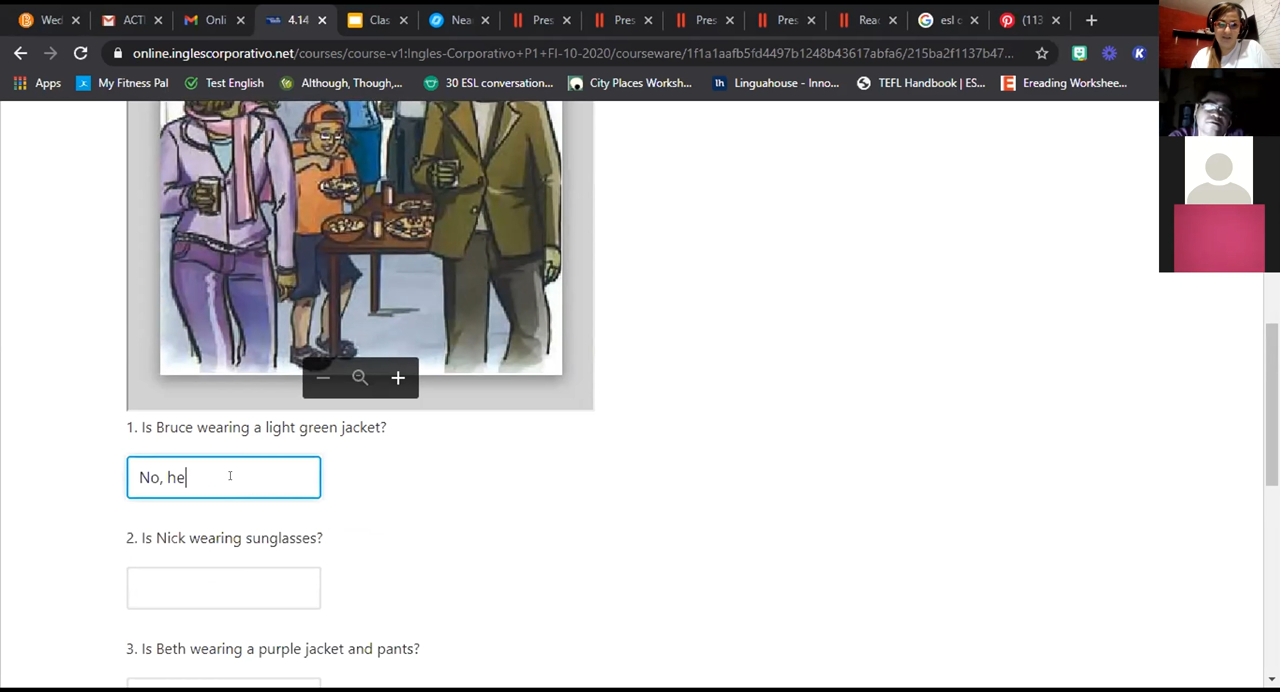 Wed
ACTI
Onli
4.14
Clas
Nea
Pres
Pres
Pres
Pres
Rea
esl c
(113
online.inglescorporativo.net/courses/course-v1:Ingles-Corporativo+P1+FI-10-2020/courseware/1f1a1aafb5fd4497b1248b43617abfa6/215ba2f1137b47...
Apps
My Fitness Pal
Test English
Although, Though,...
30 ESL conversation...
City Places Worksh...
Linguahouse - Inno...
TEFL Handbook | ES...
Ereading Workshee...
1. Is Bruce wearing a light green jacket?
No, he
2. Is Nick wearing sunglasses?
3. Is Beth wearing a purple jacket and pants?